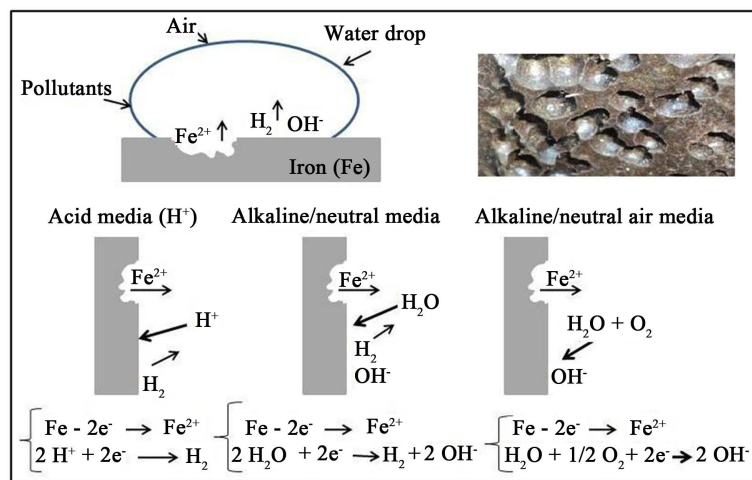 Air
Water drop
Pollutants
Fe²⁺
H₂ OH⁻
Iron (Fe)
Acid media (H⁺)
Alkaline/neutral media
Alkaline/neutral air media
Fe²⁺
H⁺
H₂
Fe²⁺
H₂O
H₂
OH⁻
Fe²⁺
H₂O + O₂
OH⁻
Fe - 2e⁻ → Fe²⁺
2 H⁺ + 2e⁻ → H₂
Fe - 2e⁻ → Fe²⁺
2 H₂O + 2e⁻ → H₂ + 2 OH⁻
Fe - 2e⁻ → Fe²⁺
H₂O + 1/2 O₂ + 2e⁻ → 2 OH⁻